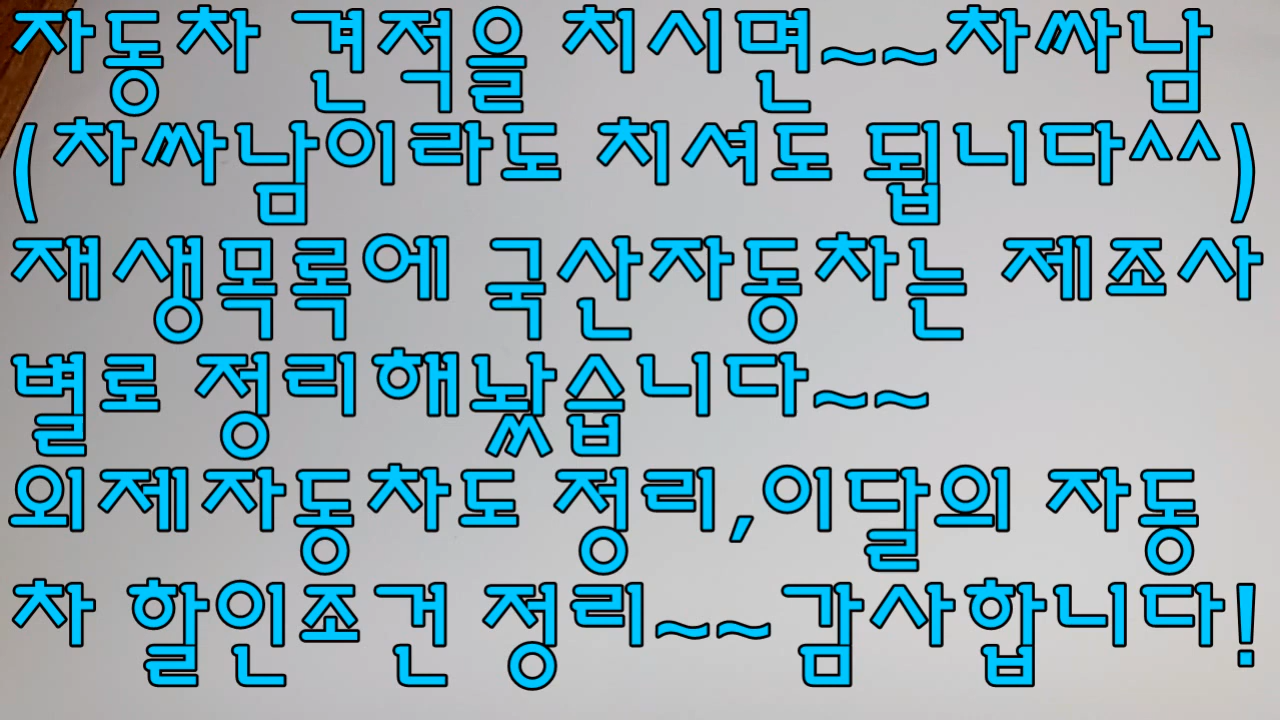 자동차 견적을 치시면~~차싸남
(차싸남이라도 치셔도 됩니다^^)
재생목록에 국산자동차는 제조사
별로 정리해놨습니다~~
외제자동차도 정리,이달의 자동
차 할인조건 정리~~감사합니다!